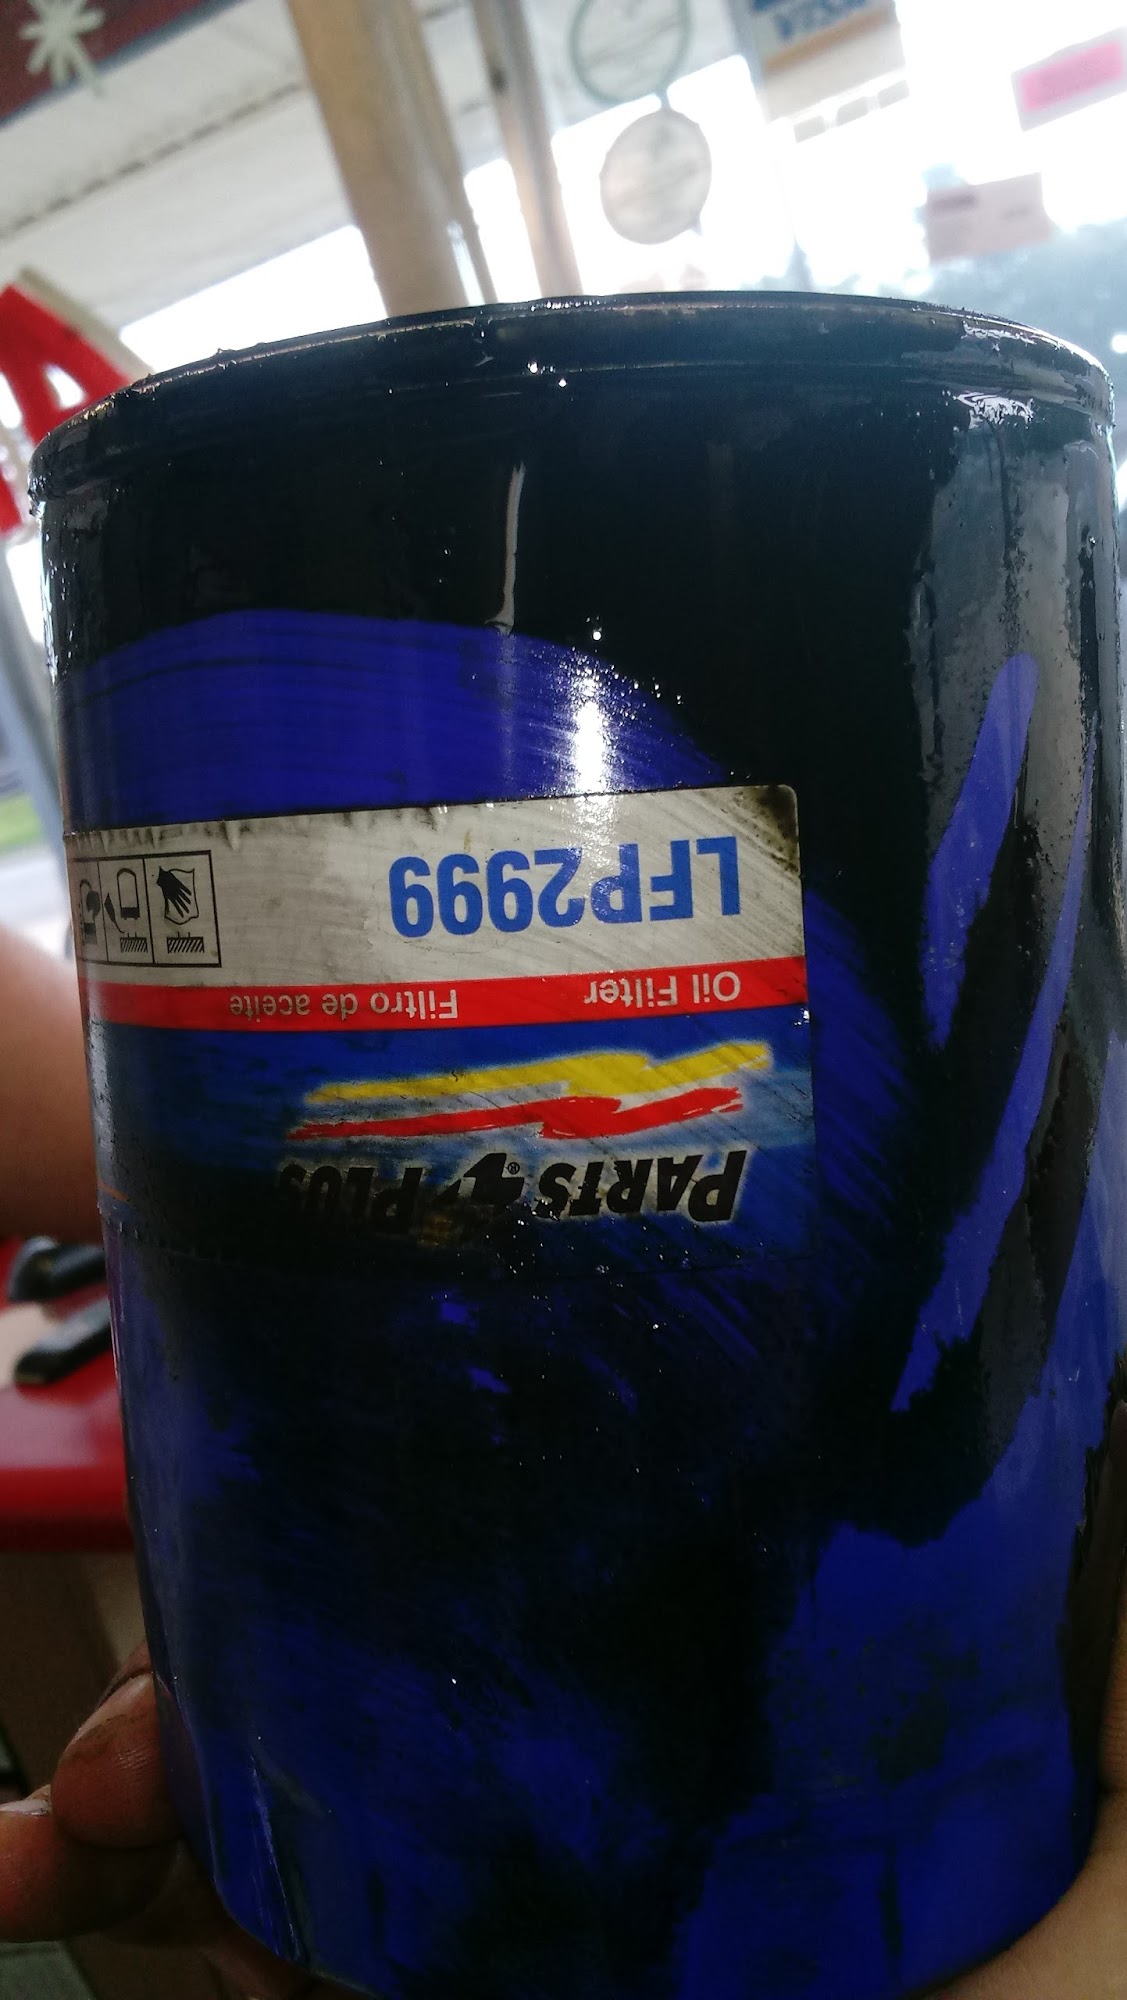 PARTS PLUS®
Oil Filter Filtro de aceite
LFP2999